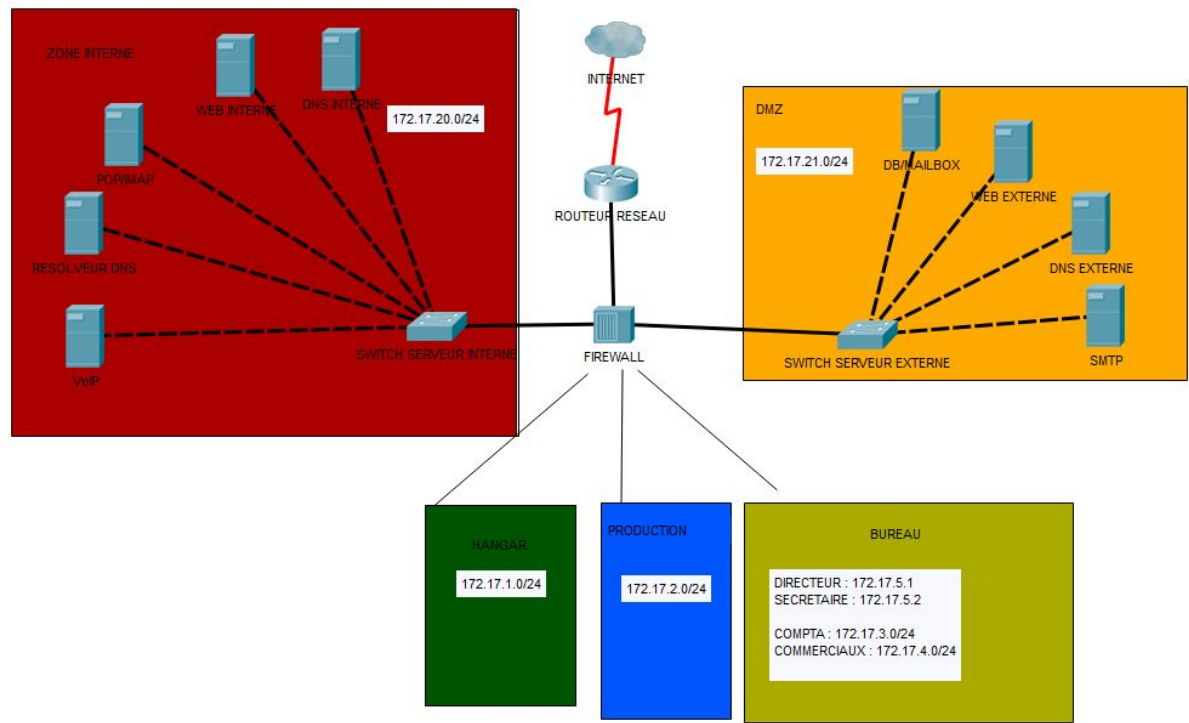 ZONE INTERNE
WEB INTERNE
DNS INTERNE
172.17.20.0/24
POP/IMAP
RESOLVEUR DNS
VoIP
SWITCH SERVEUR INTERNE
INTERNET
ROUTEUR RESEAU
FIREWALL
DMZ
172.17.21.0/24
DB/MAILBOX
WEB EXTERNE
DNS EXTERNE
SMTP
SWITCH SERVEUR EXTERNE
HANGAR
172.17.1.0/24
PRODUCTION
172.17.2.0/24
BUREAU
DIRECTEUR : 172.17.5.1
SECRETAIRE : 172.17.5.2
COMPTA : 172.17.3.0/24
COMMERCIAUX : 172.17.4.0/24